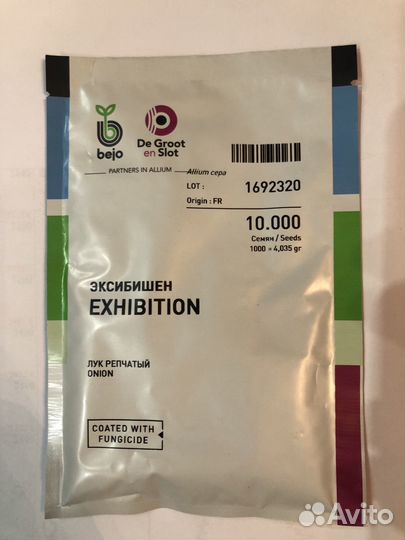 bejo
De Groot
en Slot
PARTNERS IN ALLIUM
Allium cepa
LOT : 1692320
Origin : FR
10.000
Семян / Seeds
1000 = 4,035 gr
ЭКСИБИШЕН
EXHIBITION
ЛУК РЕПЧАТЫЙ
ONION
COATED WITH
FUNGICIDE
Avito